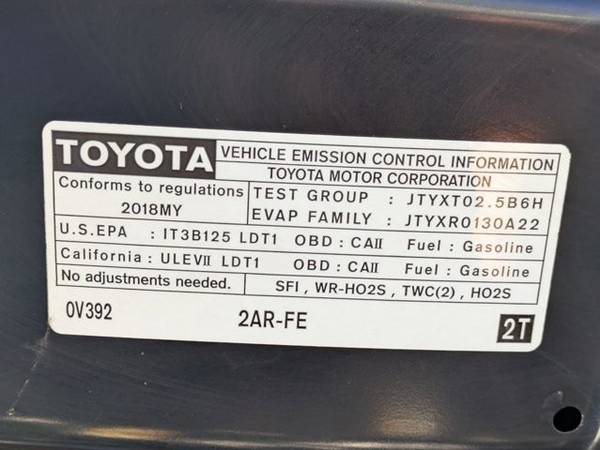 TOYOTA VEHICLE EMISSION CONTROL INFORMATION
TOYOTA MOTOR CORPORATION
Conforms to regulations
2018MY
TEST GROUP : JTYXT02.5B6H
EVAP FAMILY : JTYXR0130A22
U.S.EPA : IT3B125 LDT1 OBD : CAII Fuel : Gasoline
California : ULEVII LDT1 OBD : CAII Fuel : Gasoline
No adjustments needed. SFI , WR-HO2S , TWC(2) , HO2S
0V392 2AR-FE 2T